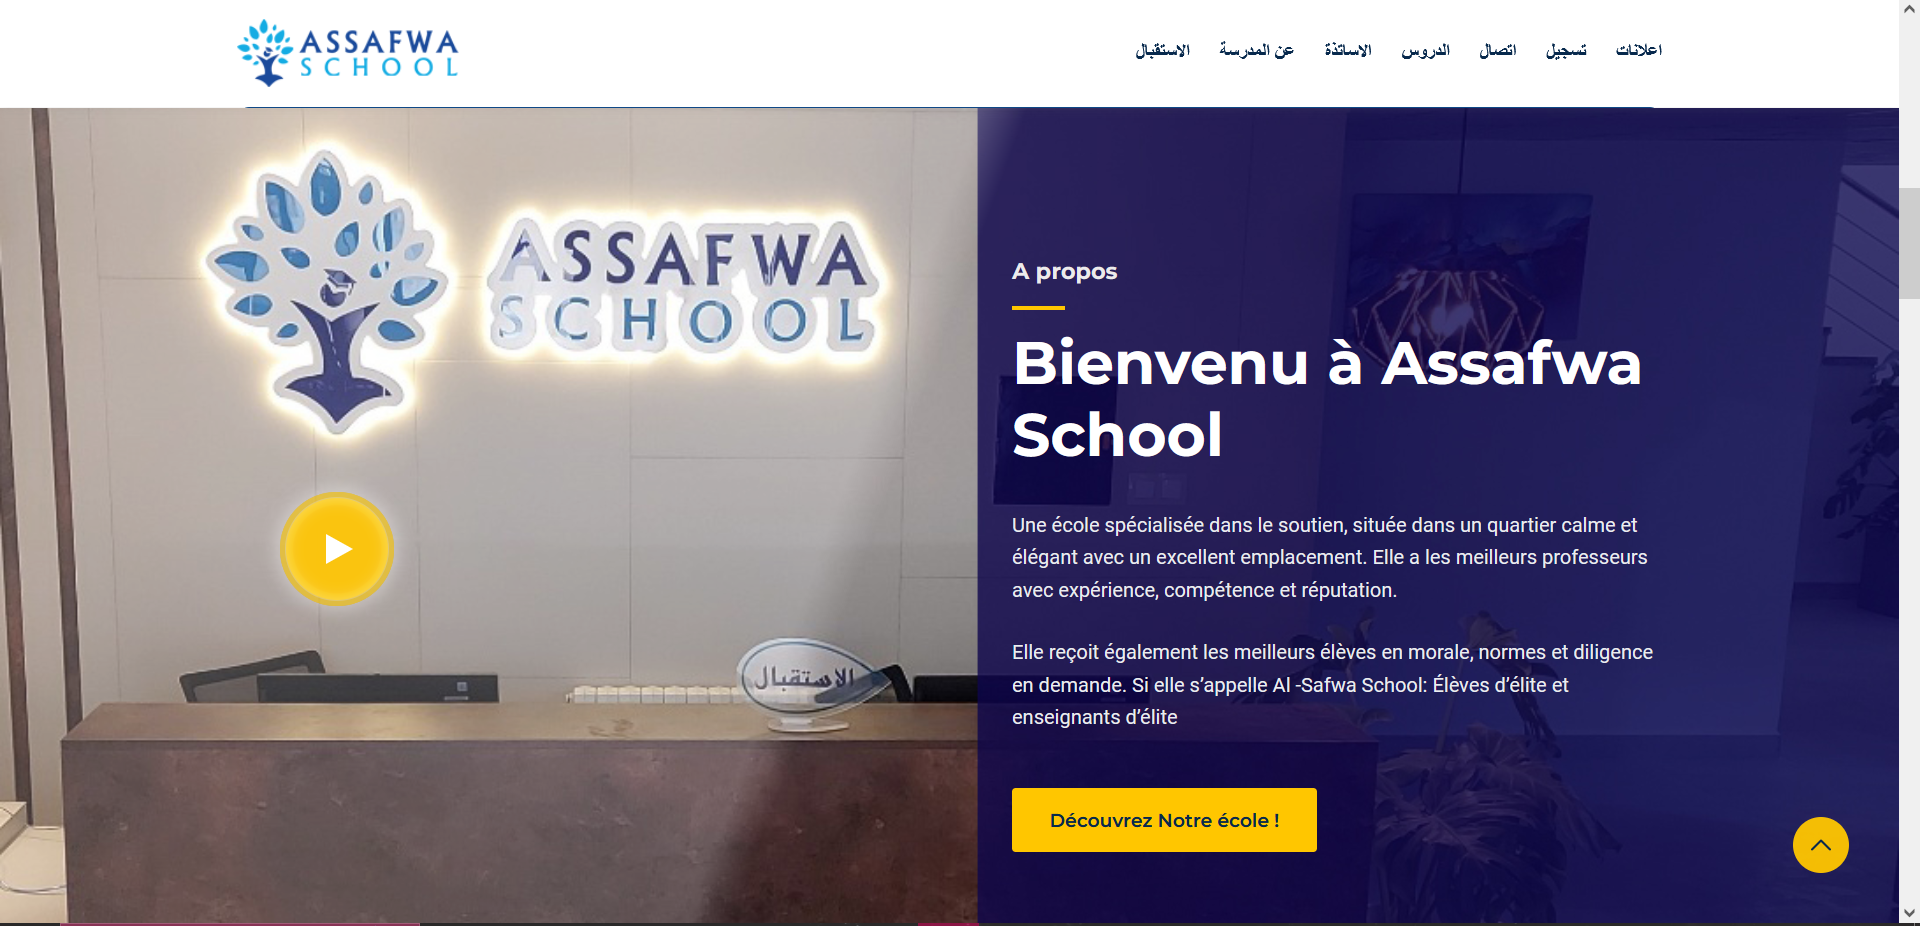 ASSAFWA
SCHOOL
الاستقبال عن المدرسة الاساتذة الدروس اتصال تسجيل اعلانات
ASSAFWA
SCHOOL
الاستقبال
A propos
Bienvenu à Assafwa
School
Une école spécialisée dans le soutien, située dans un quartier calme et
élégant avec un excellent emplacement. Elle a les meilleurs professeurs
avec expérience, compétence et réputation.
Elle reçoit également les meilleurs élèves en morale, normes et diligence
en demande. Si elle s’appelle Al -Safwa School: Élèves d’élite et
enseignants d’élite
Découvrez Notre école !